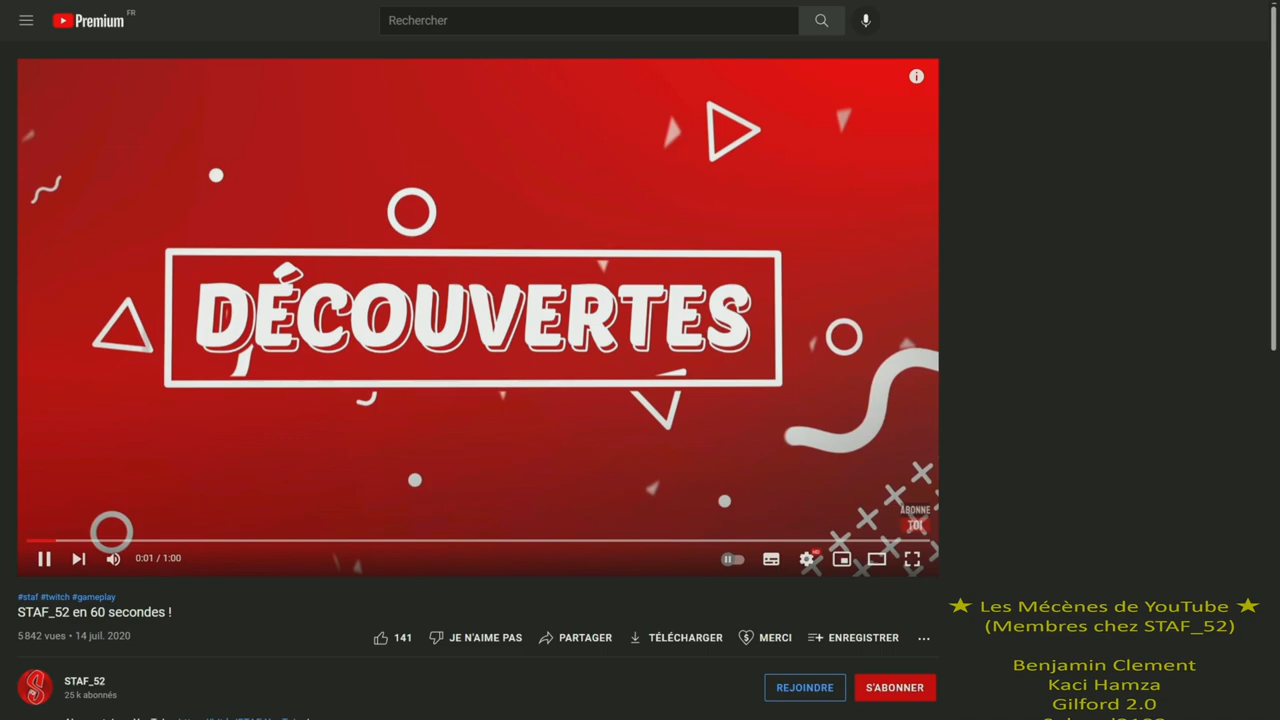 Premium FR
Rechercher
DÉCOUVERTES
ABONNE
TOI
0:01 / 1:00
HD
#staf #twitch #gameplay
STAF_52 en 60 secondes !
5 842 vues • 14 juil. 2020
141 JE N'AIME PAS PARTAGER TÉLÉCHARGER MERCI ENREGISTRER ...
STAF_52
25 k abonnés
REJOINDRE S'ABONNER
★ Les Mécènes de YouTube ★
(Membres chez STAF_52)
Benjamin Clement
Kaci Hamza
Gilford 2.0